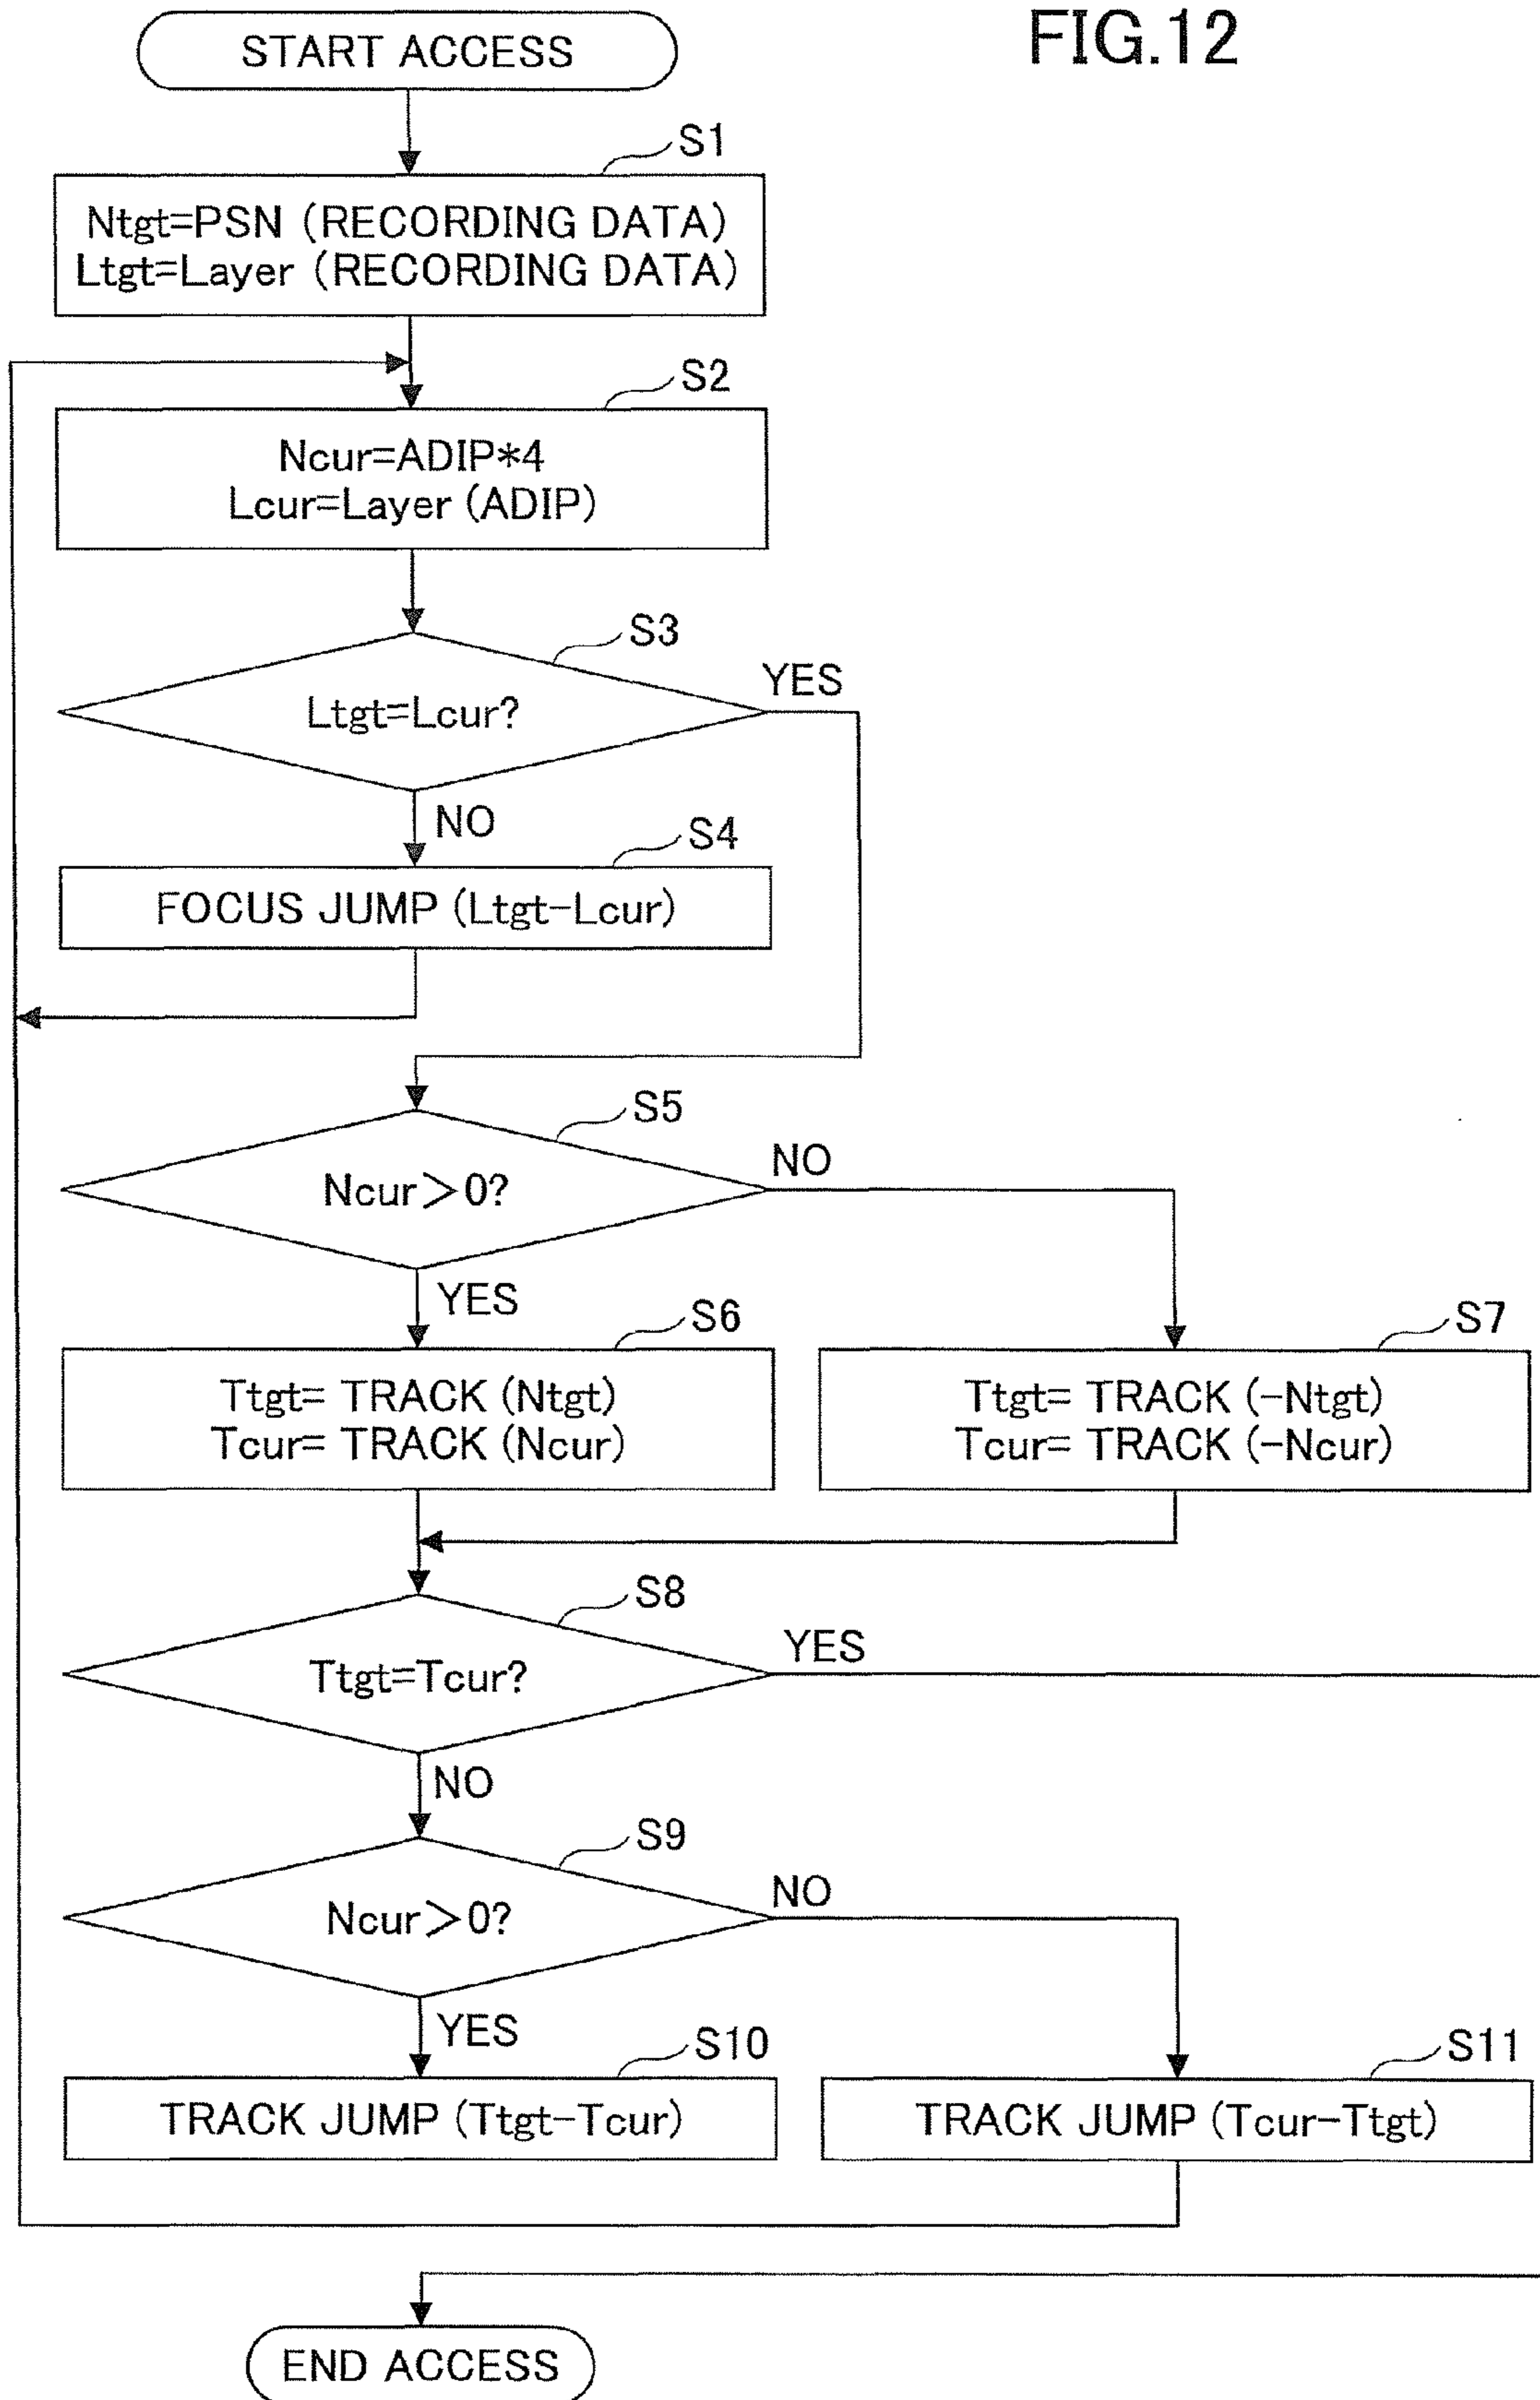 FIG.12
START ACCESS
S1
Ntgt=PSN (RECORDING DATA)
Ltgt=Layer (RECORDING DATA)
S2
Ncur=ADIP*4
Lcur=Layer (ADIP)
S3
Ltgt=Lcur?
YES
NO
S4
FOCUS JUMP (Ltgt-Lcur)
S5
Ncur>0?
NO
YES
S6
Ttgt= TRACK (Ntgt)
Tcur= TRACK (Ncur)
S7
Ttgt= TRACK (-Ntgt)
Tcur= TRACK (-Ncur)
S8
Ttgt=Tcur?
YES
NO
S9
Ncur>0?
NO
YES
S10
TRACK JUMP (Ttgt-Tcur)
S11
TRACK JUMP (Tcur-Ttgt)
END ACCESS